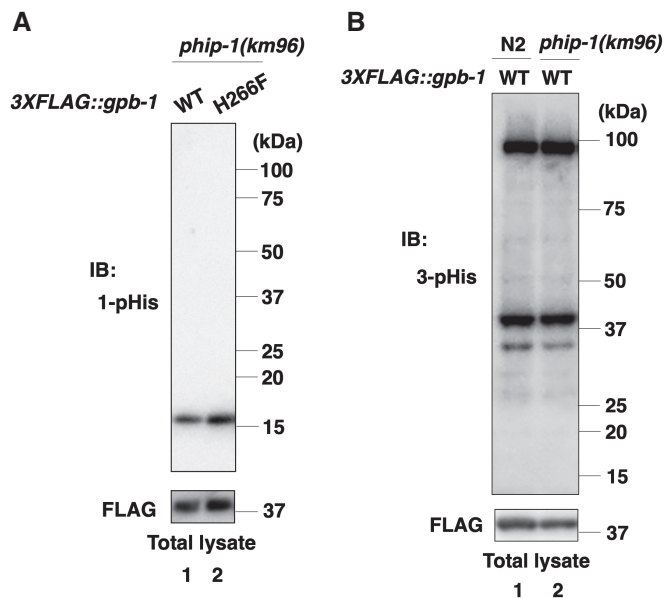 A
phip-1(km96)
3XFLAG::gpb-1 WT H266F
(kDa)
100
75
50
IB:
37
1-pHis
25
20
15
FLAG 37
Total lysate
1 2
B
N2 phip-1(km96)
3XFLAG::gpb-1 WT WT
(kDa)
100
75
IB:
3-pHis
50
37
25
20
15
FLAG 37
Total lysate
1 2